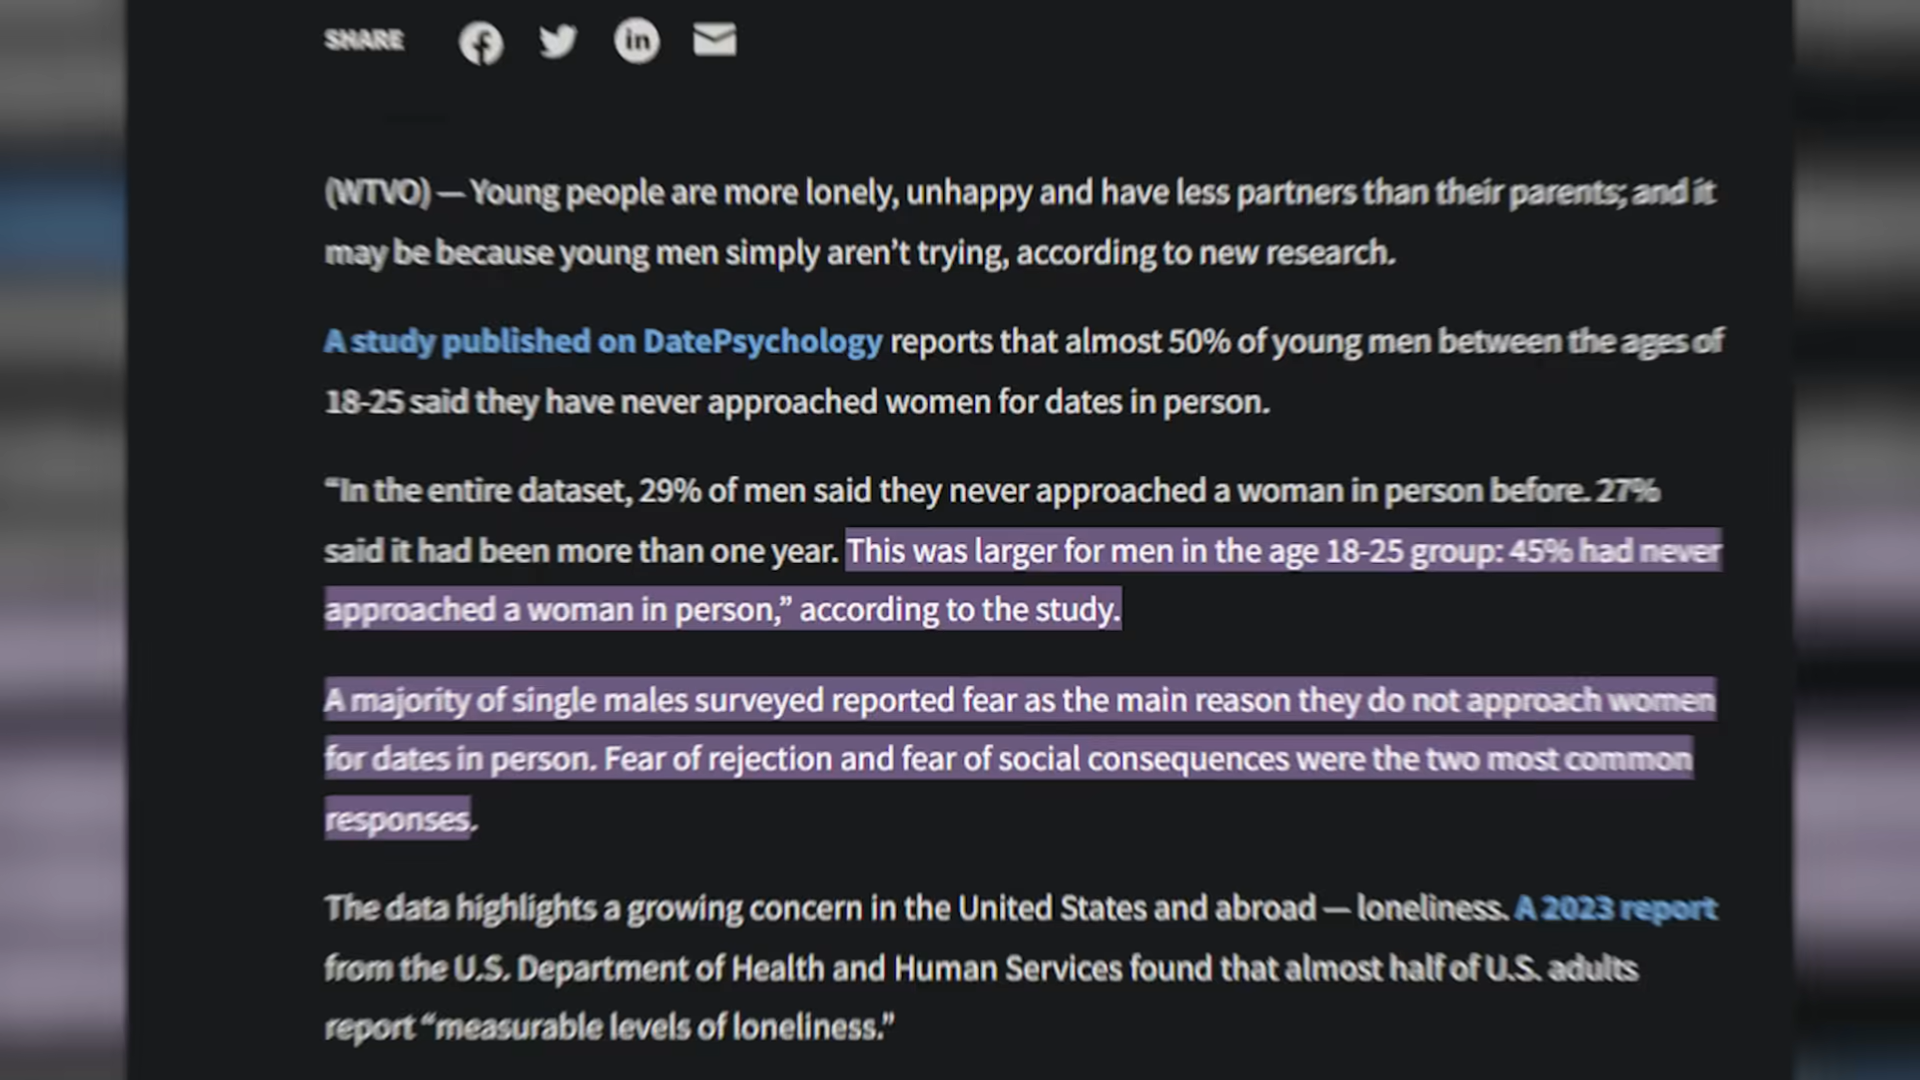 SHARE
(WTVO) — Young people are more lonely, unhappy and have less partners than their parents; and it
may be because young men simply aren’t trying, according to new research.
A study published on DatePsychology reports that almost 50% of young men between the ages of
18-25 said they have never approached women for dates in person.
“In the entire dataset, 29% of men said they never approached a woman in person before. 27%
said it had been more than one year. This was larger for men in the age 18-25 group: 45% had never
approached a woman in person,” according to the study.
A majority of single males surveyed reported fear as the main reason they do not approach women
for dates in person. Fear of rejection and fear of social consequences were the two most common
responses.
The data highlights a growing concern in the United States and abroad — loneliness. A 2023 report
from the U.S. Department of Health and Human Services found that almost half of U.S. adults
report “measurable levels of loneliness.”